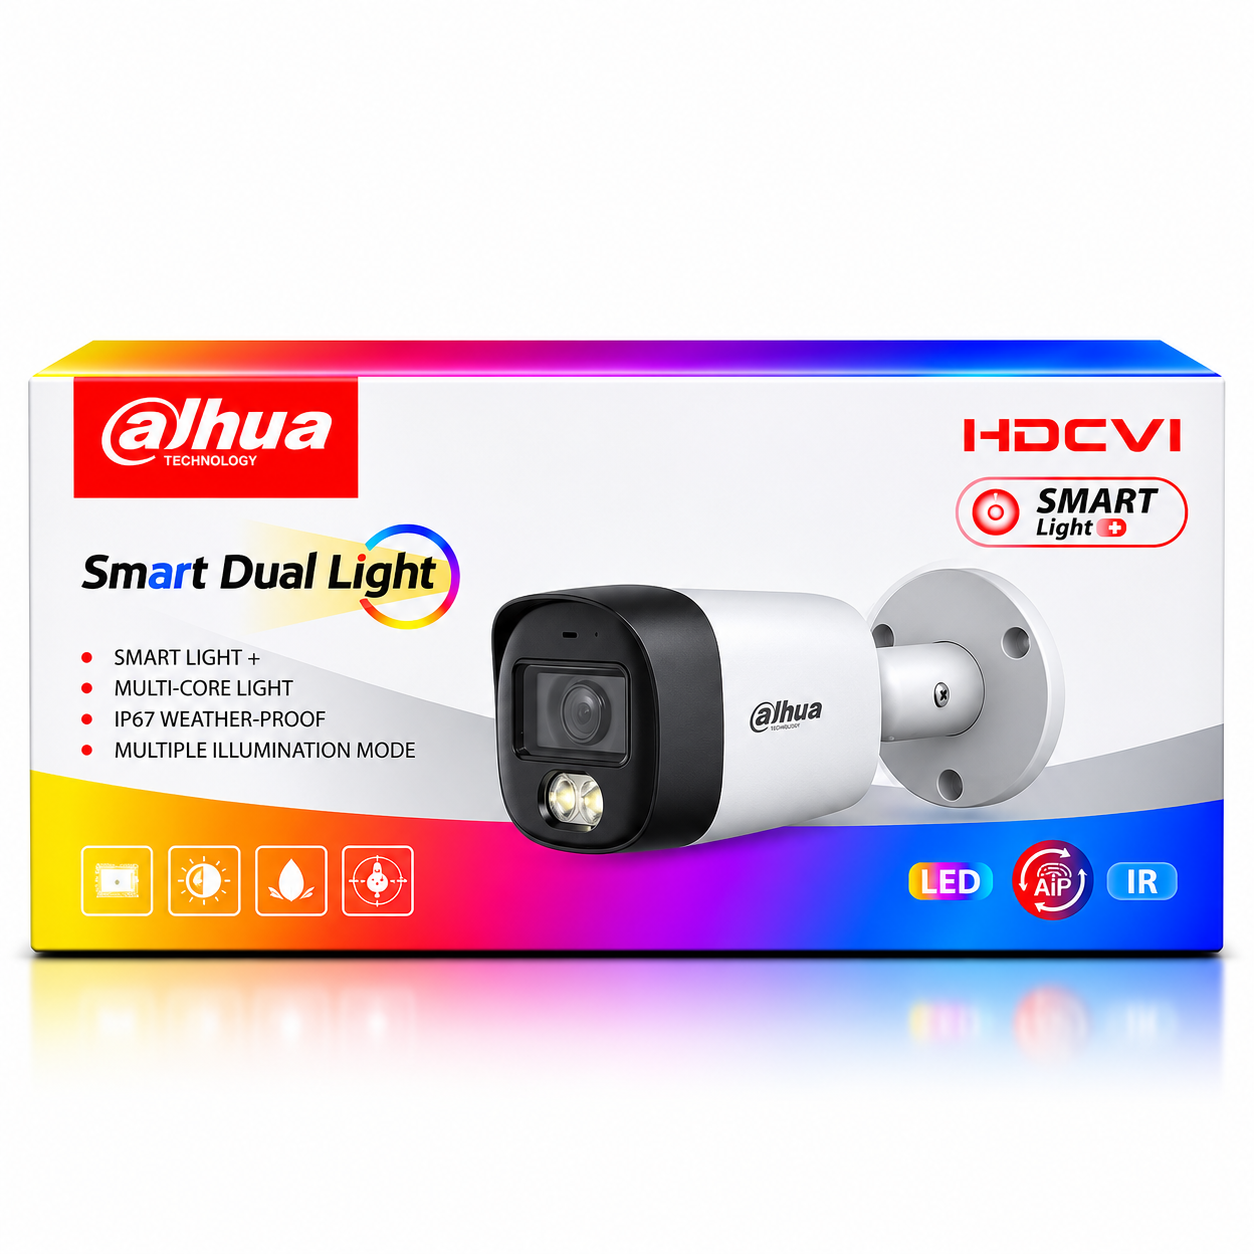 alhua
TECHNOLOGY
HDCVI
SMART
Light +
Smart Dual Light
SMART LIGHT +
MULTI-CORE LIGHT
IP67 WEATHER-PROOF
MULTIPLE ILLUMINATION MODE
alhua
TECHNOLOGY
LED
AiP
IR